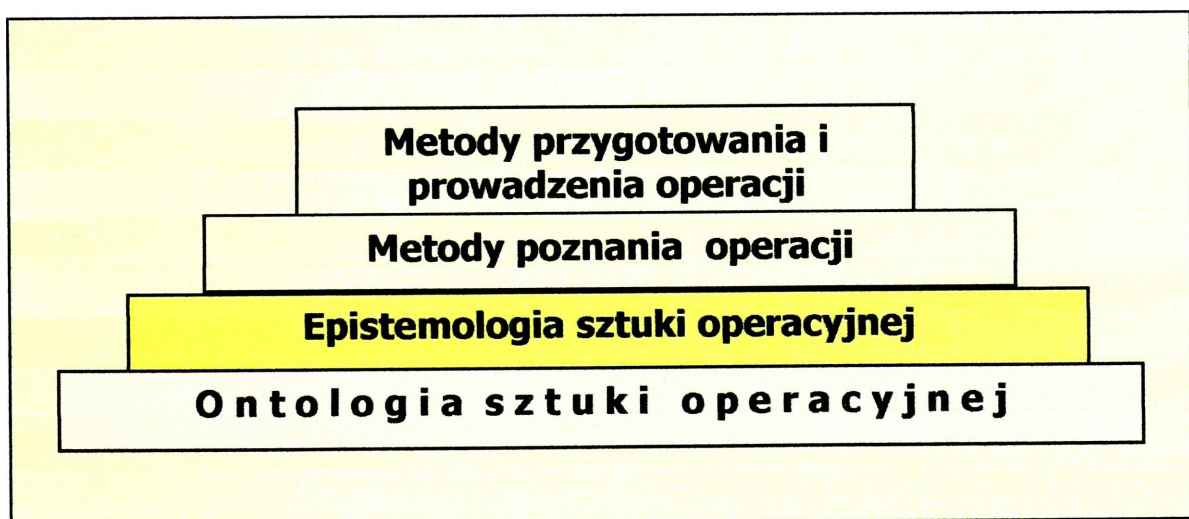 Metody przygotowania i
prowadzenia operacji
Metody poznania operacji
Epistemologia sztuki operacyjnej
Ontologia sztuki operacyjnej